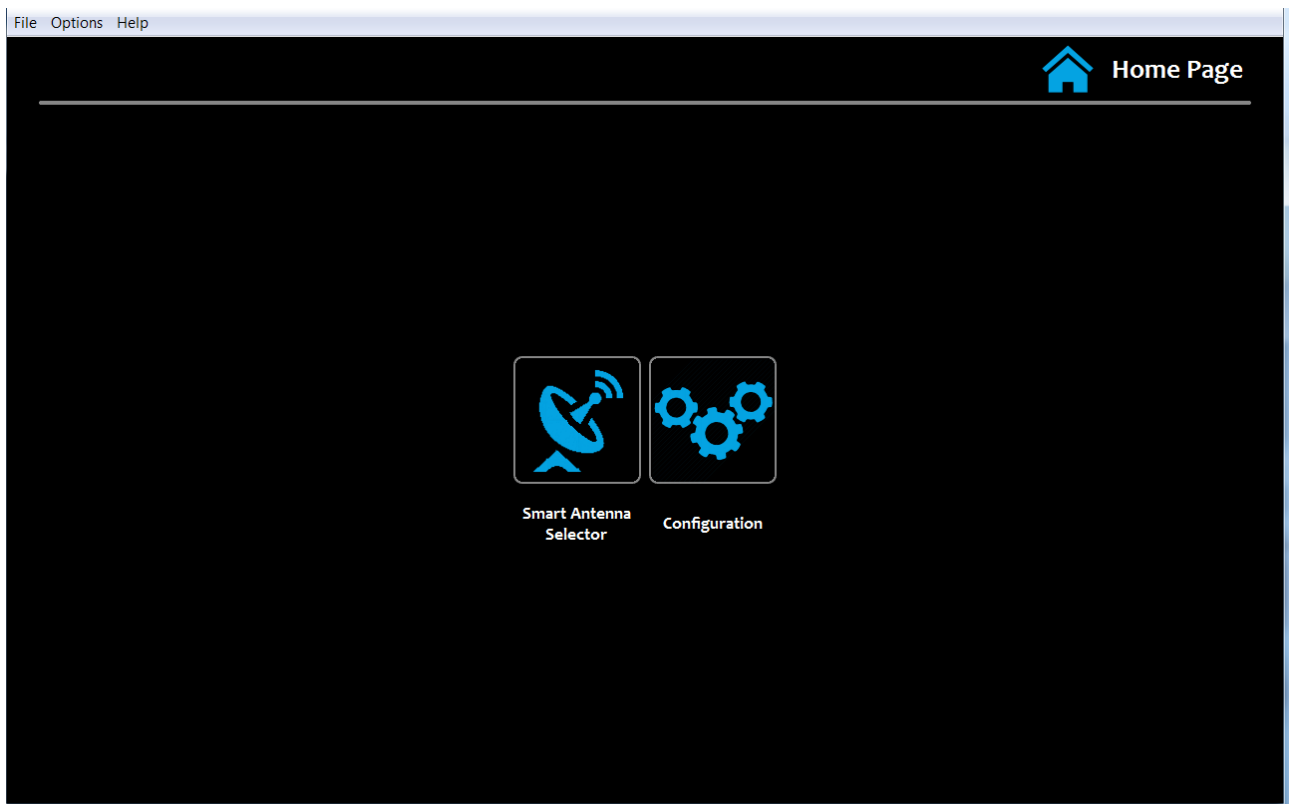 File Options Help
Home Page
Smart Antenna
Selector
Configuration